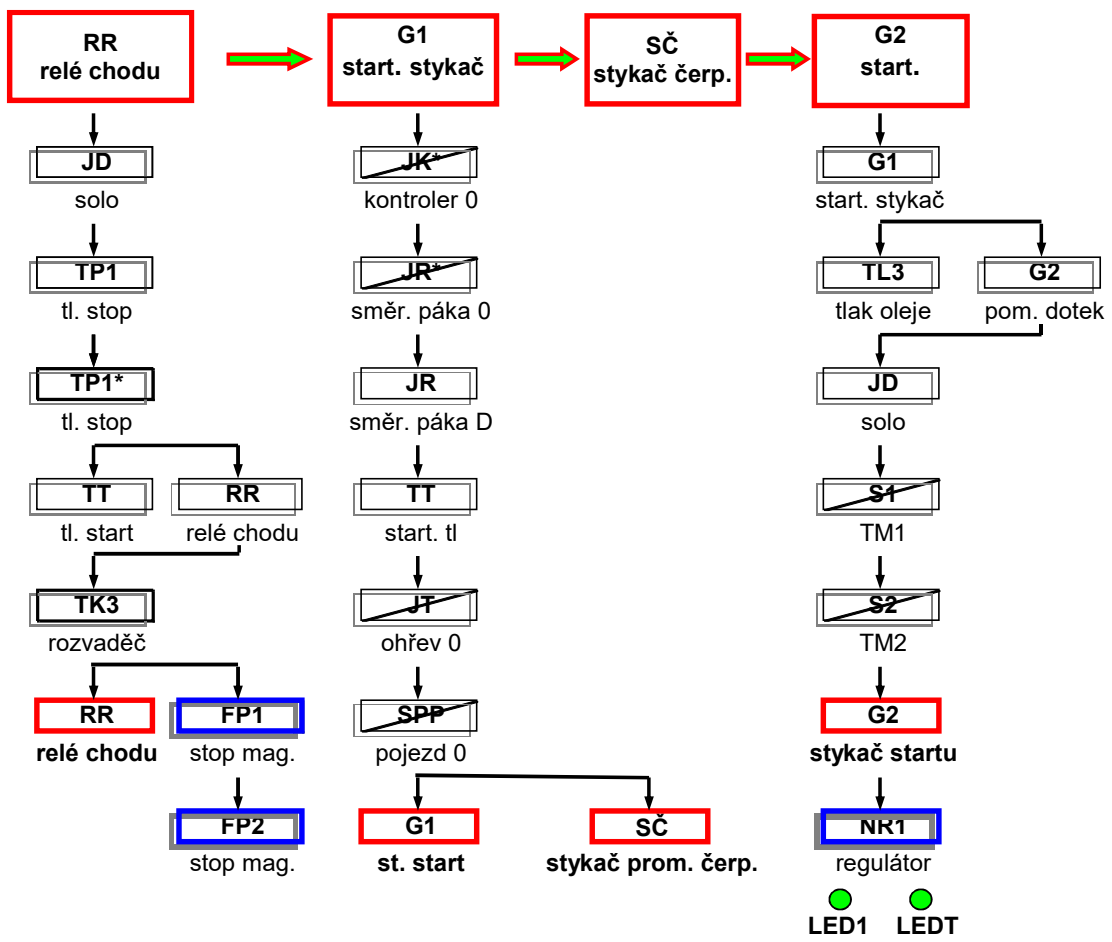 RR
relé chodu
G1
start. stykač
SČ
stykač čerp.
G2
start.
JD
solo
TP1
tl. stop
TP1*
tl. stop
TT
tl. start
RR
relé chodu
TK3
rozvaděč
RR
relé chodu
FP1
stop mag.
FP2
stop mag.
JK*
kontroler 0
JR*
směr. páka 0
JR
směr. páka D
TT
start. tl
JT
ohřev 0
SPP
pojezd 0
G1
st. start
SČ
stykač prom. čerp.
G1
start. stykač
TL3
tlak oleje
G2
pom. dotek
JD
solo
S1
TM1
S2
TM2
G2
stykač startu
NR1
regulátor
LED1 LEDT